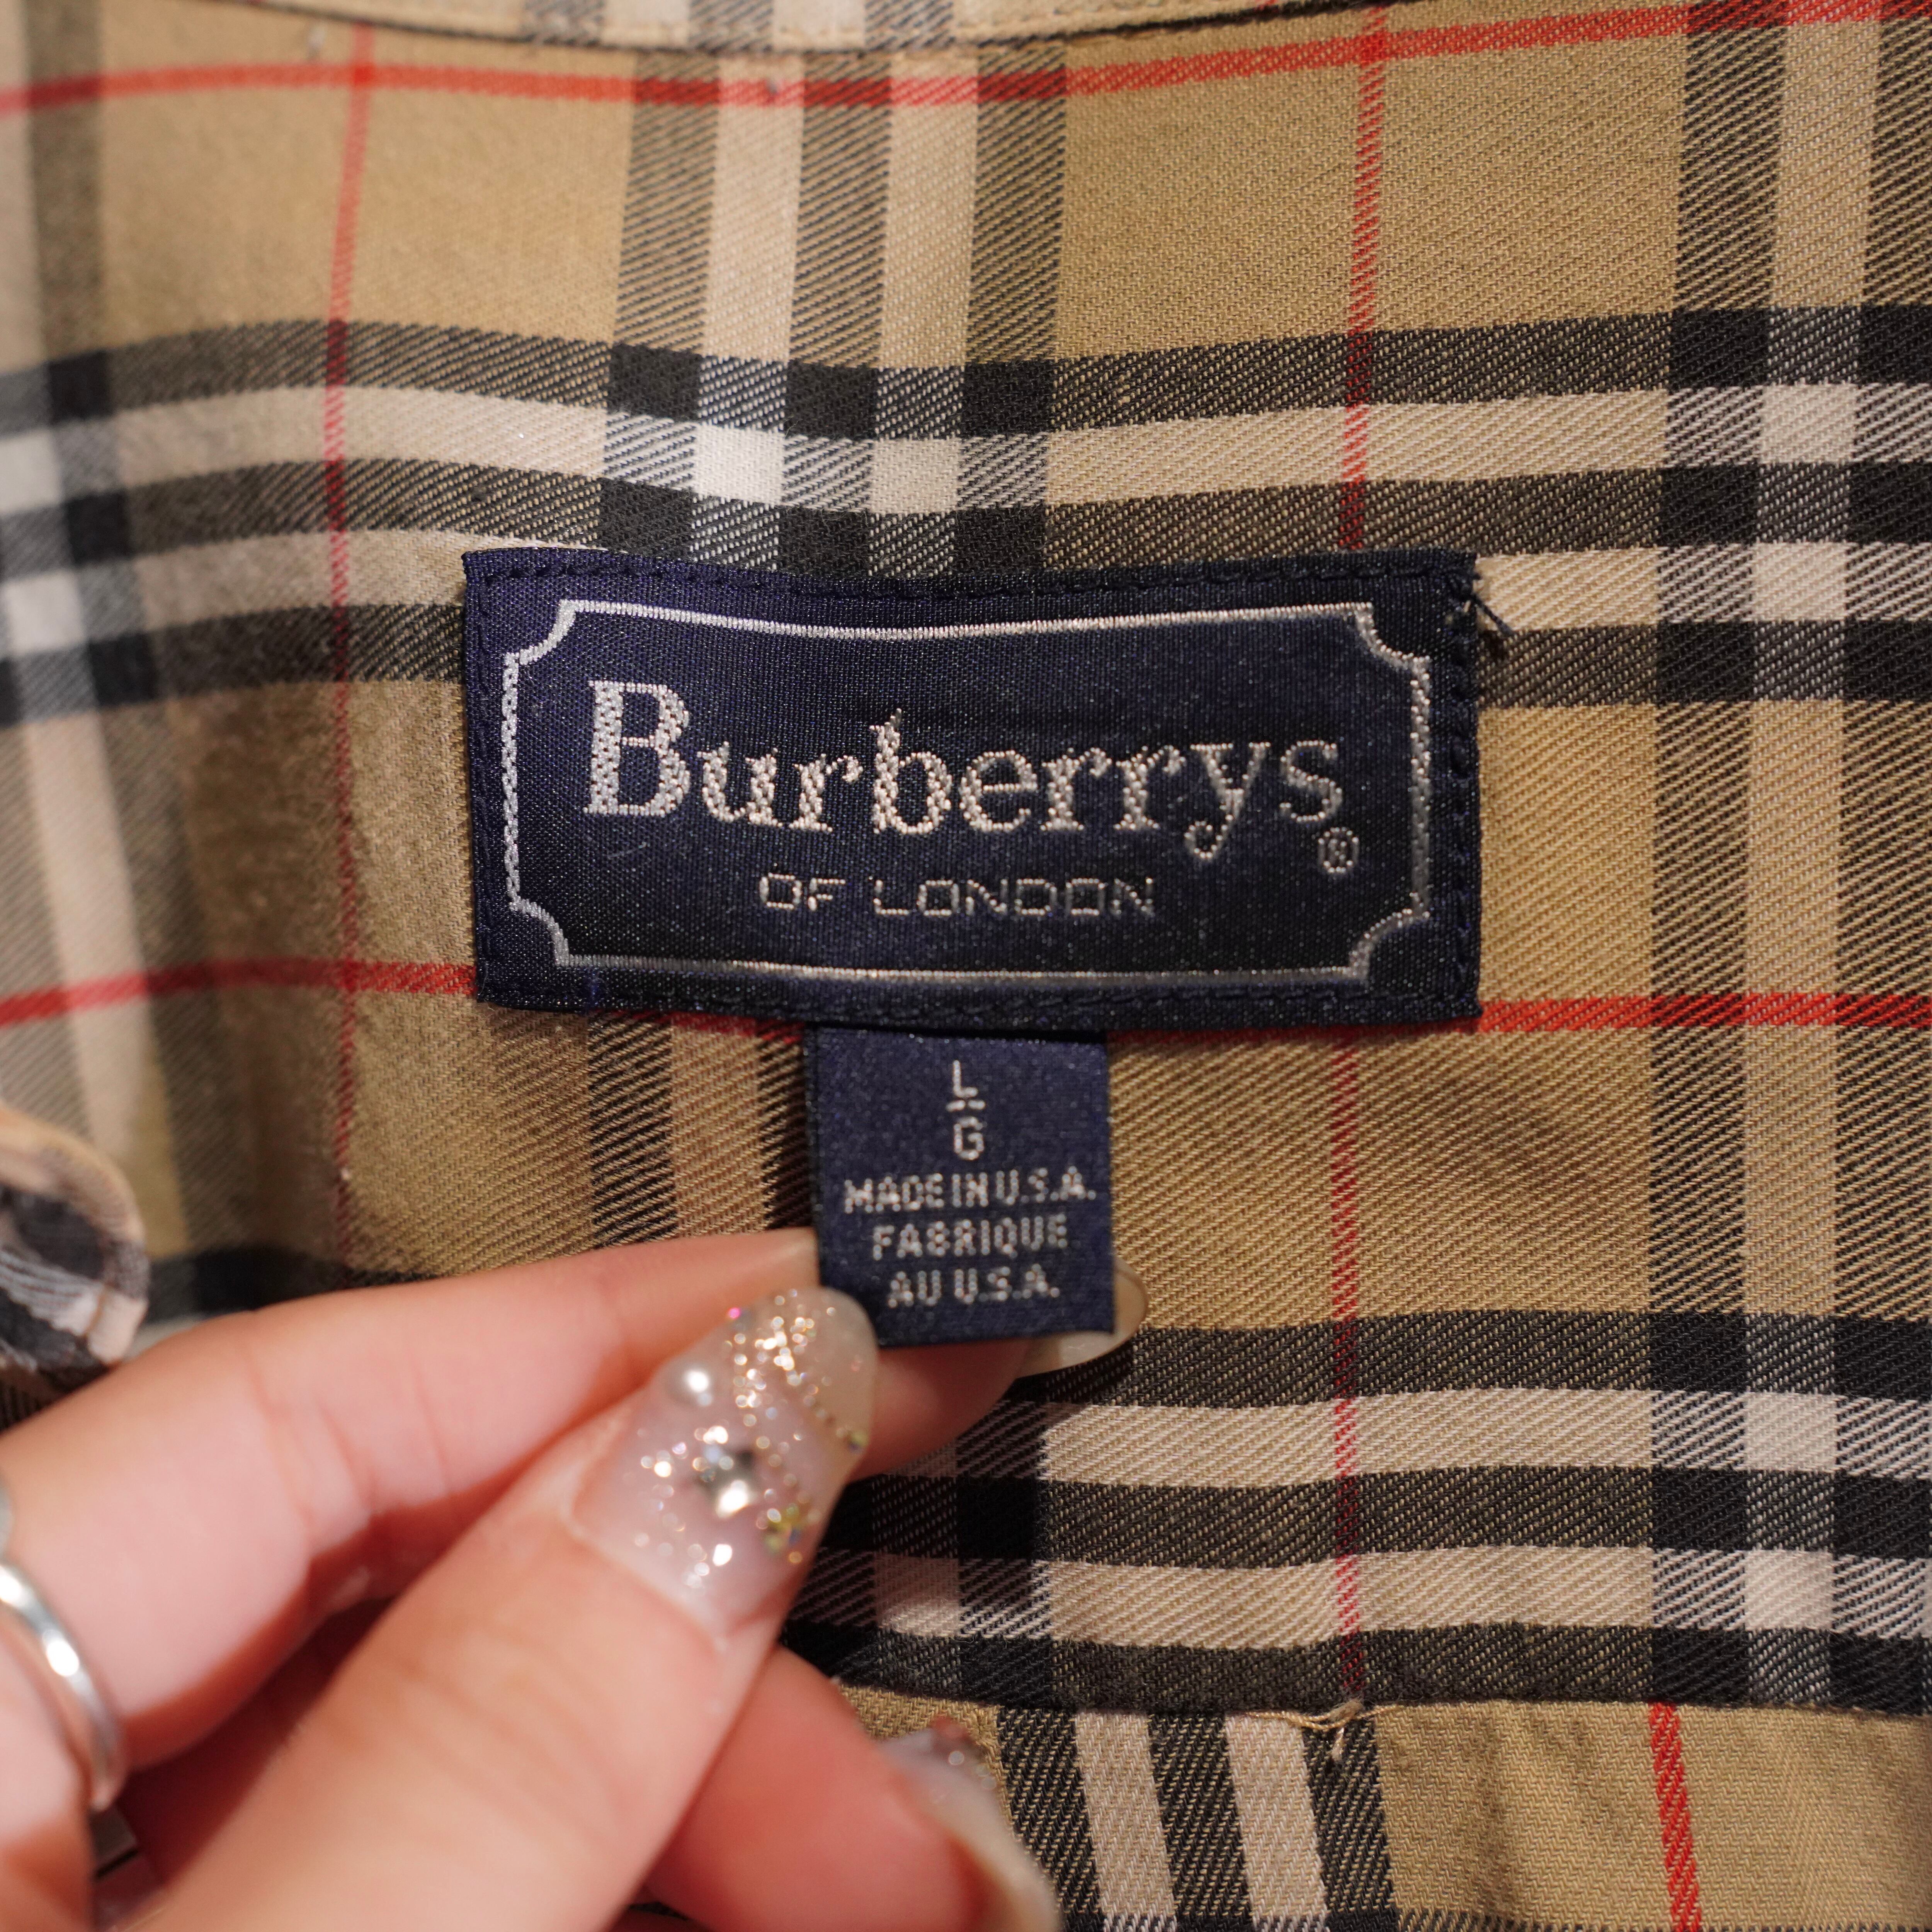 Burberrys®
OF LONDON
L
G
MADE IN U.S.A.
FABRIQUE
AU U.S.A.